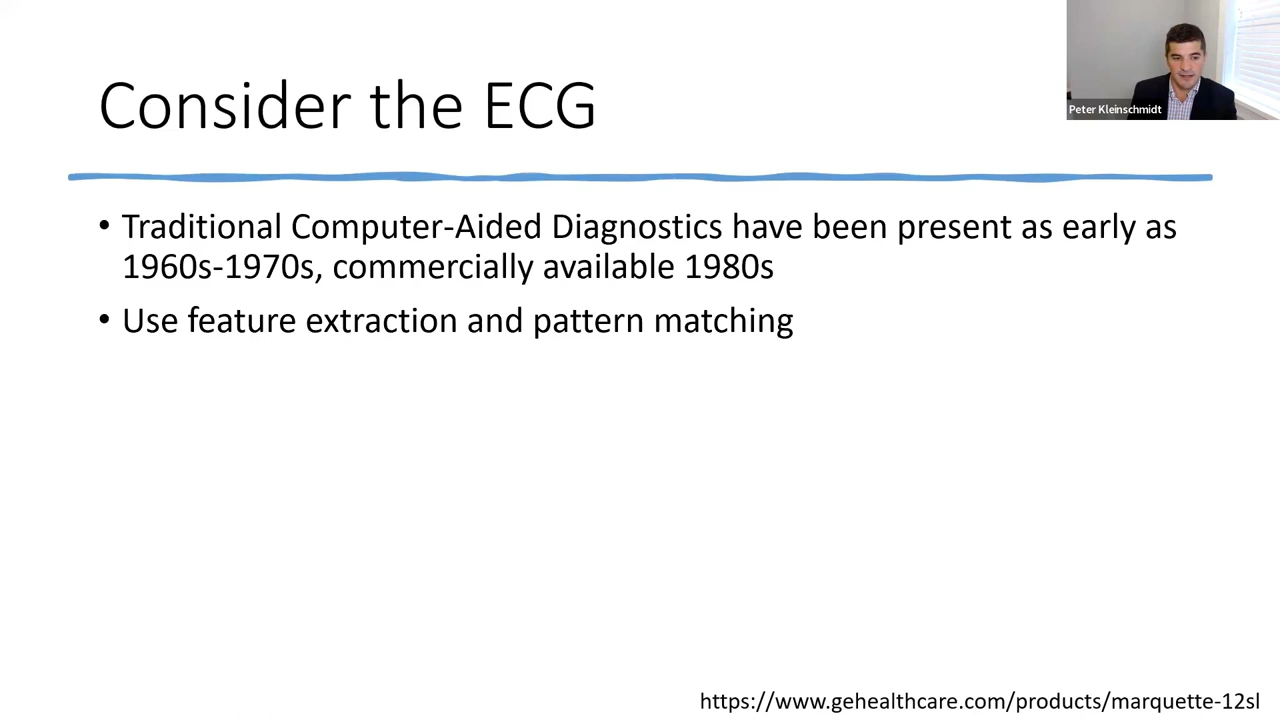 Consider the ECG
Peter Kleinschmidt
• Traditional Computer-Aided Diagnostics have been present as early as
1960s-1970s, commercially available 1980s
• Use feature extraction and pattern matching
https://www.gehealthcare.com/products/marquette-12sl